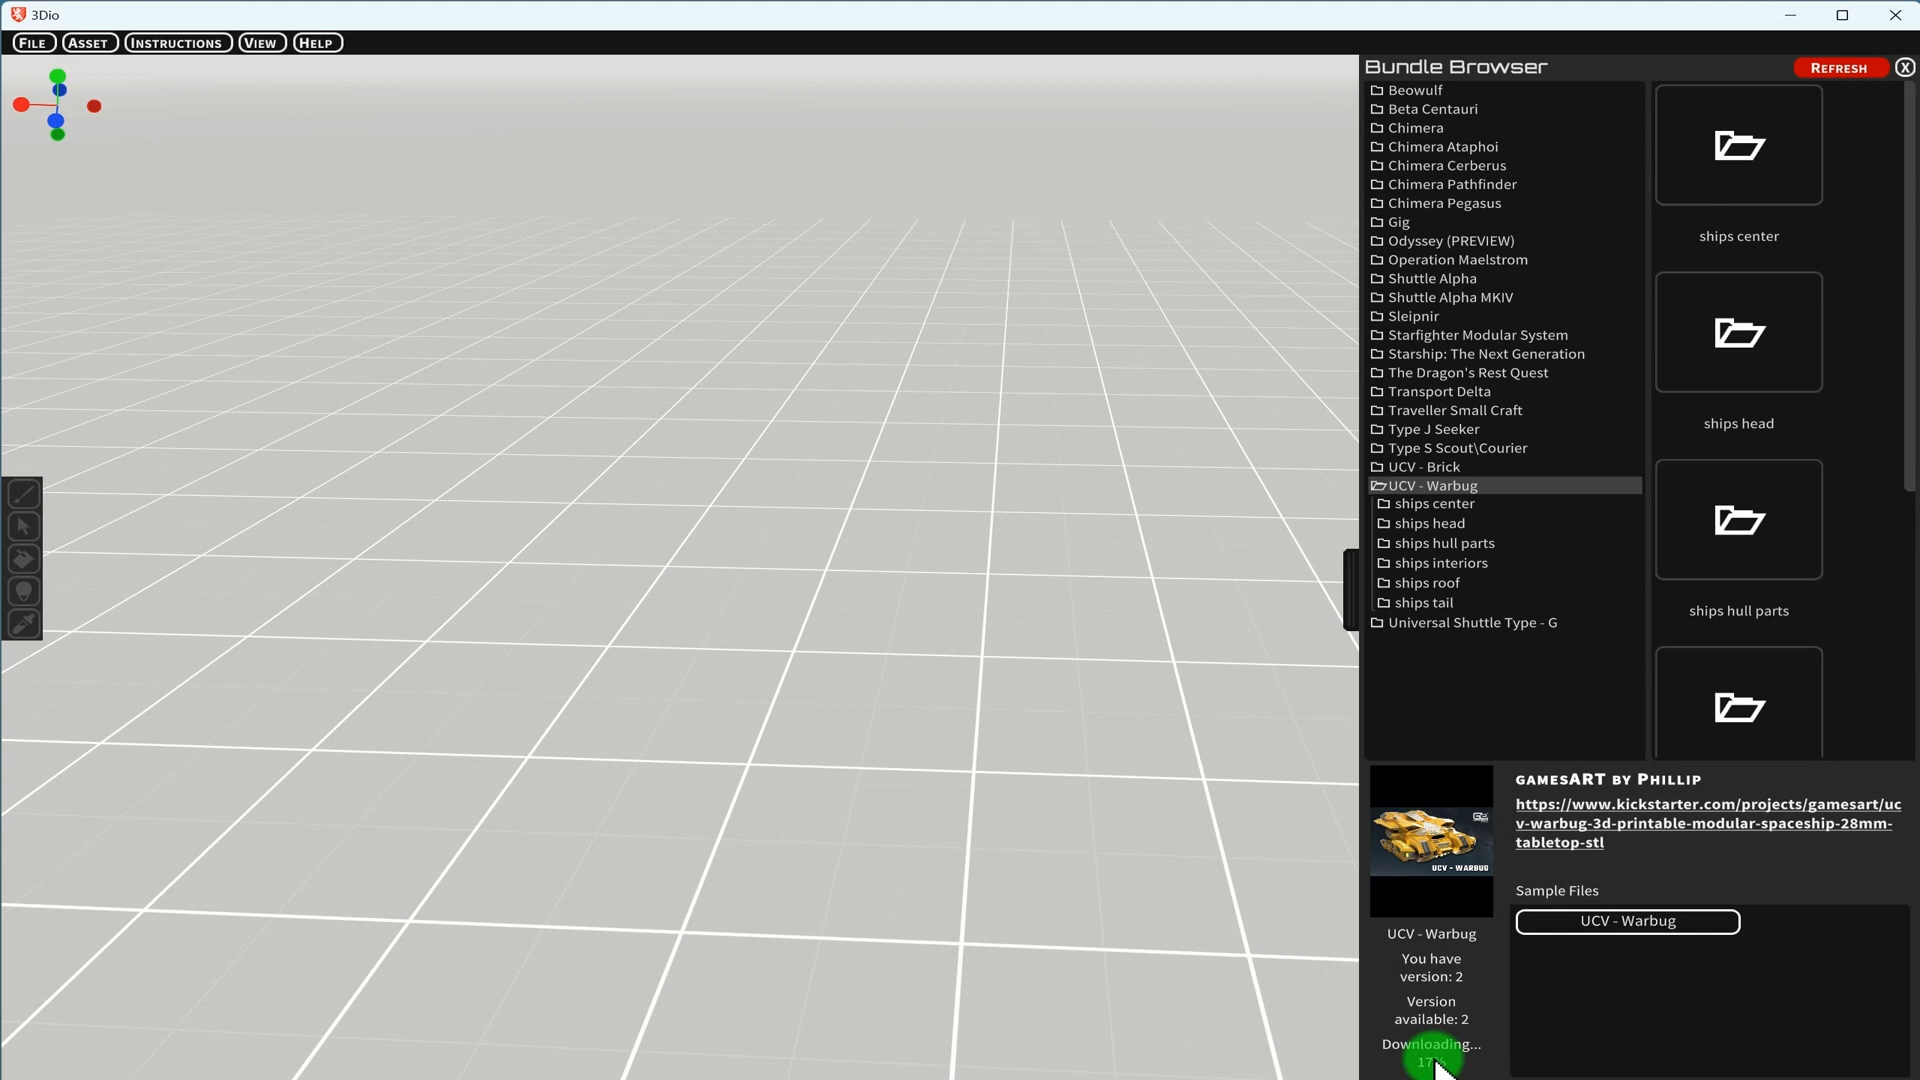 3Dio
FILE
ASSET
INSTRUCTIONS
VIEW
HELP
Bundle Browser
REFRESH
X
Beowulf
Beta Centauri
Chimera
Chimera Ataphoi
Chimera Cerberus
Chimera Pathfinder
Chimera Pegasus
Gig
Odyssey (PREVIEW)
Operation Maelstrom
Shuttle Alpha
Shuttle Alpha MKIV
Sleipnir
Starfighter Modular System
Starship: The Next Generation
The Dragon's Rest Quest
Transport Delta
Traveller Small Craft
Type J Seeker
Type S Scout\Courier
UCV - Brick
UCV - Warbug
ships center
ships head
ships hull parts
ships interiors
ships roof
ships tail
Universal Shuttle Type - G
ships center
ships head
ships hull parts
UCV - WARBUG
UCV - Warbug
You have
version: 2
Version
available: 2
Downloading...
17%
GAMESART BY PHILLIP
https://www.kickstarter.com/projects/gamesart/uc
v-warbug-3d-printable-modular-spaceship-28mm-
tabletop-stl
Sample Files
UCV - Warbug